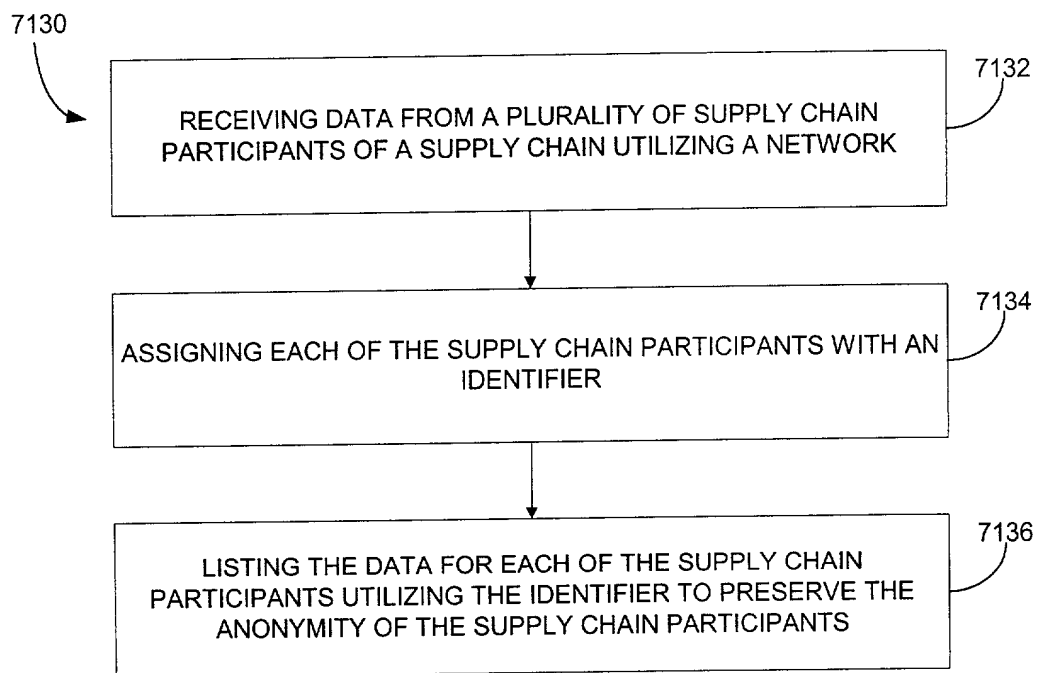 7130
7132
RECEIVING DATA FROM A PLURALITY OF SUPPLY CHAIN
PARTICIPANTS OF A SUPPLY CHAIN UTILIZING A NETWORK
7134
ASSIGNING EACH OF THE SUPPLY CHAIN PARTICIPANTS WITH AN
IDENTIFIER
7136
LISTING THE DATA FOR EACH OF THE SUPPLY CHAIN
PARTICIPANTS UTILIZING THE IDENTIFIER TO PRESERVE THE
ANONYMITY OF THE SUPPLY CHAIN PARTICIPANTS